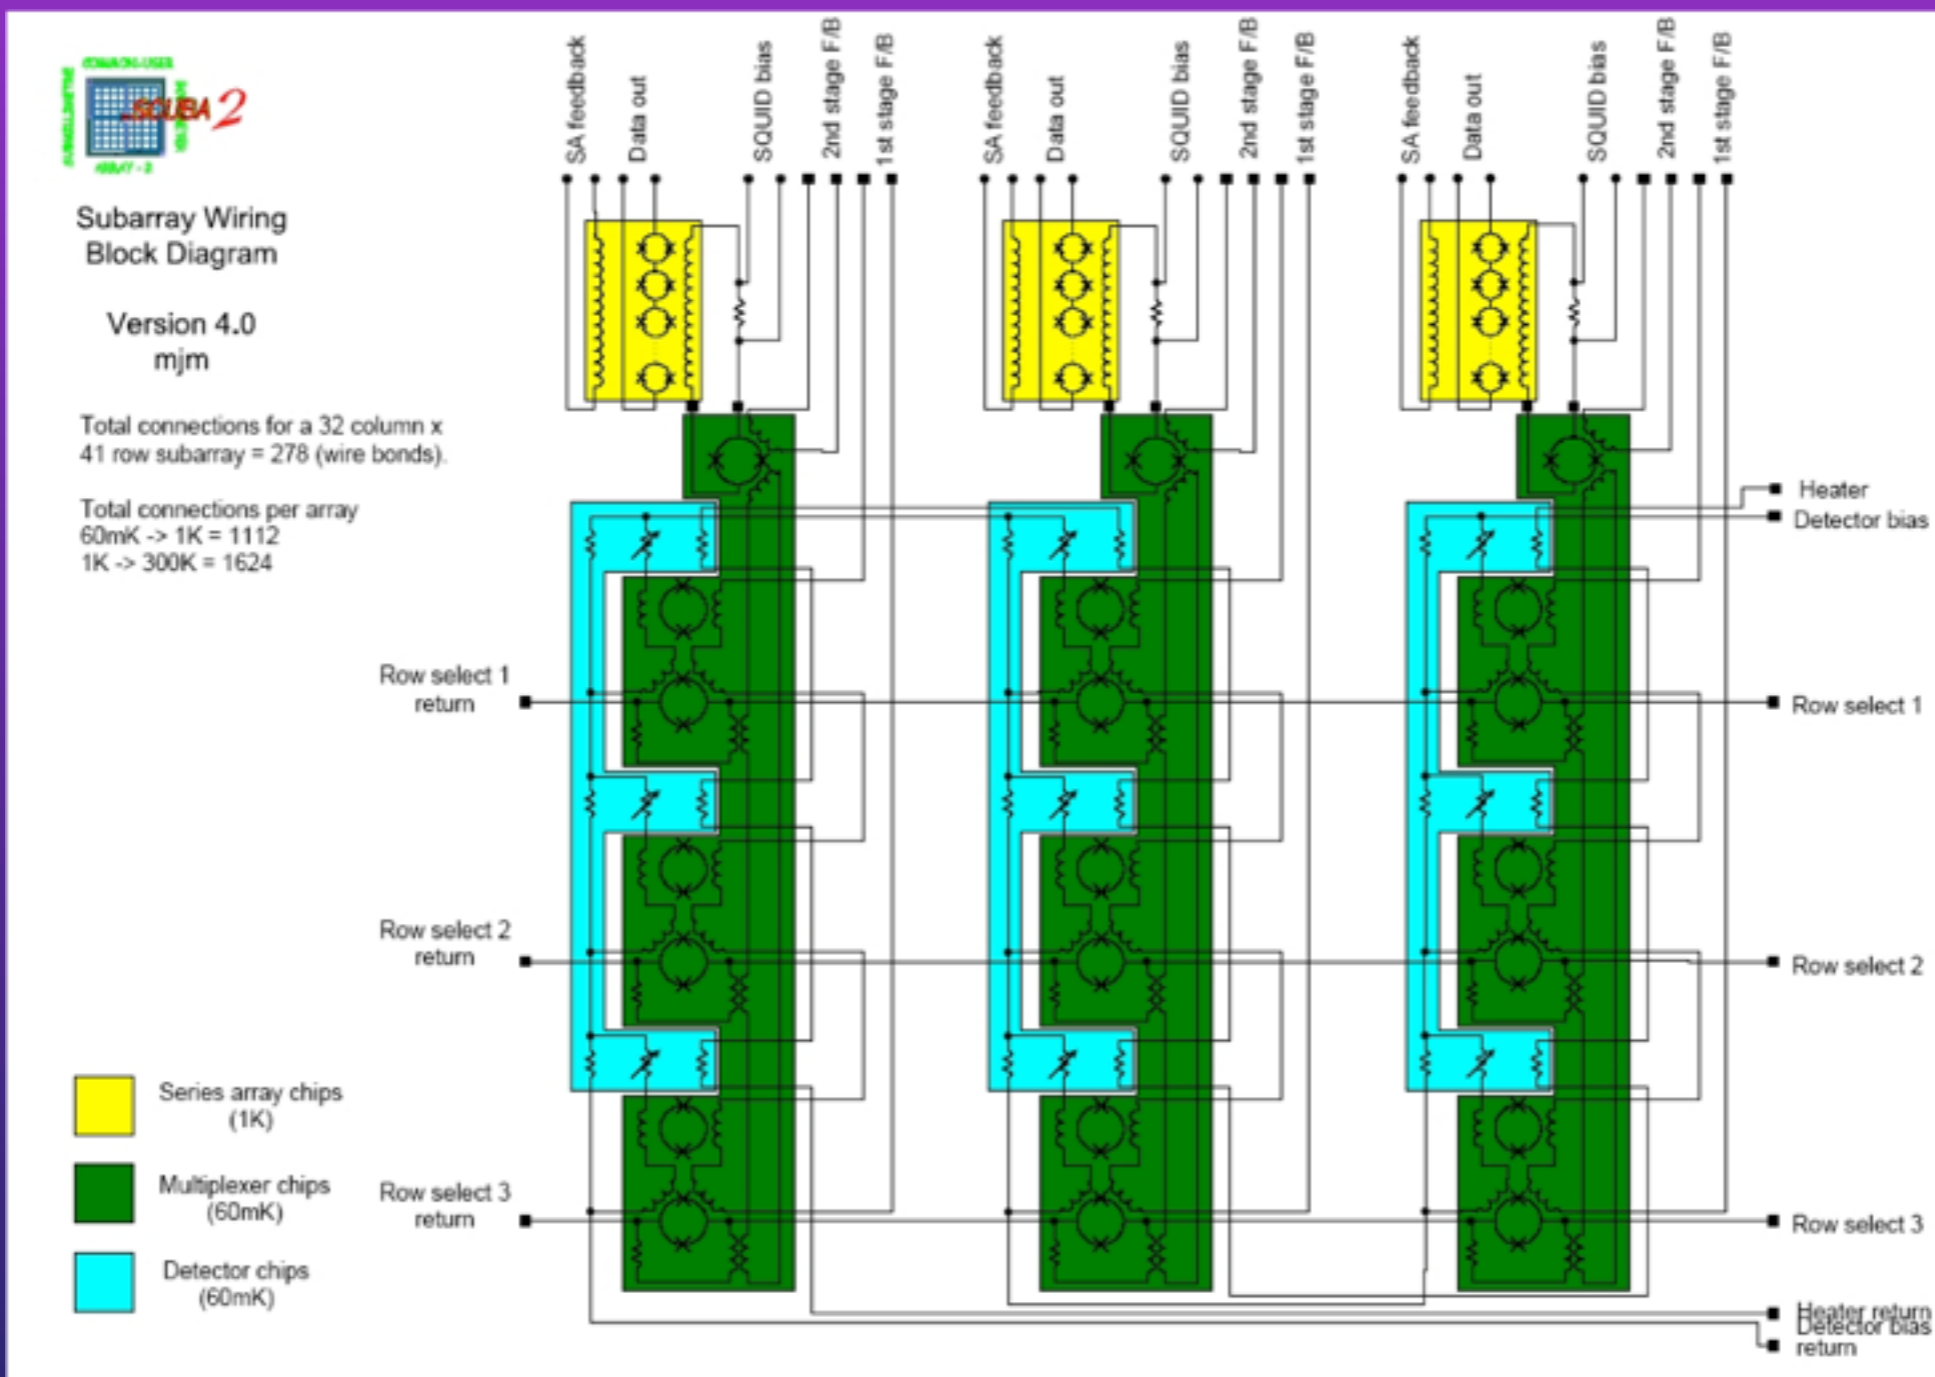 COMMON-USER
SCUBA 2
ARRAY - 2
Subarray Wiring
Block Diagram
Version 4.0
mjm
Total connections for a 32 column x
41 row subarray = 278 (wire bonds).
Total connections per array
60mK -> 1K = 1112
1K -> 300K = 1624
SA feedback
Data out
SQUID bias
2nd stage F/B
1st stage F/B
SA feedback
Data out
SQUID bias
2nd stage F/B
1st stage F/B
SA feedback
Data out
SQUID bias
2nd stage F/B
1st stage F/B
Heater
Detector bias
Row select 1
return
Row select 1
Row select 2
return
Row select 2
Row select 3
return
Row select 3
Series array chips
(1K)
Multiplexer chips
(60mK)
Detector chips
(60mK)
Heater return
Detector bias
return